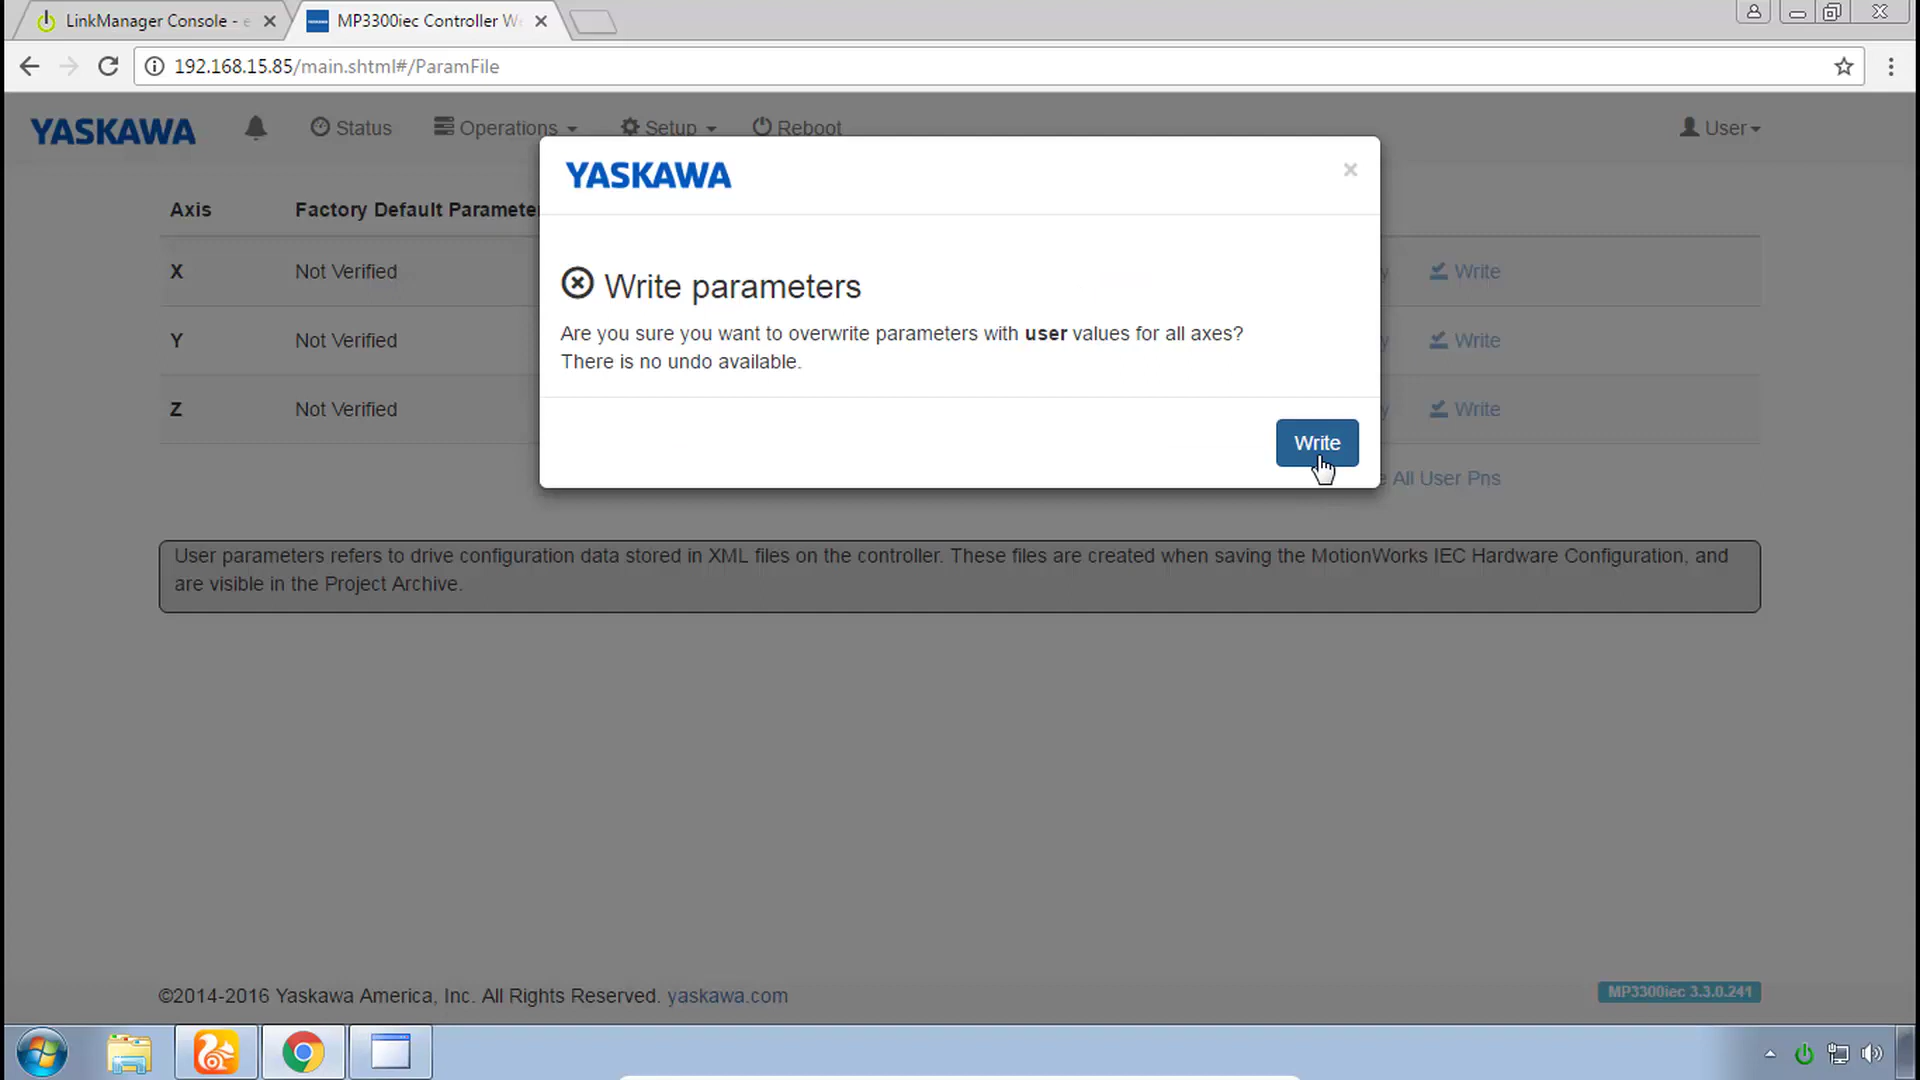 LinkManager Console - e
MP3300iec Controller We
192.168.15.85/main.shtml#/ParamFile
YASKAWA
Status
Operations
Setup
Reboot
User
YASKAWA
×
Axis
Factory Default Parameter
Write parameters
Are you sure you want to overwrite parameters with user values for all axes?
There is no undo available.
Write
X
Not Verified
y
Write
Y
Not Verified
y
Write
Z
Not Verified
y
Write
e All User Pns
User parameters refers to drive configuration data stored in XML files on the controller. These files are created when saving the MotionWorks IEC Hardware Configuration, and
are visible in the Project Archive.
©2014-2016 Yaskawa America, Inc. All Rights Reserved. yaskawa.com
MP3300iec 3.3.0.241